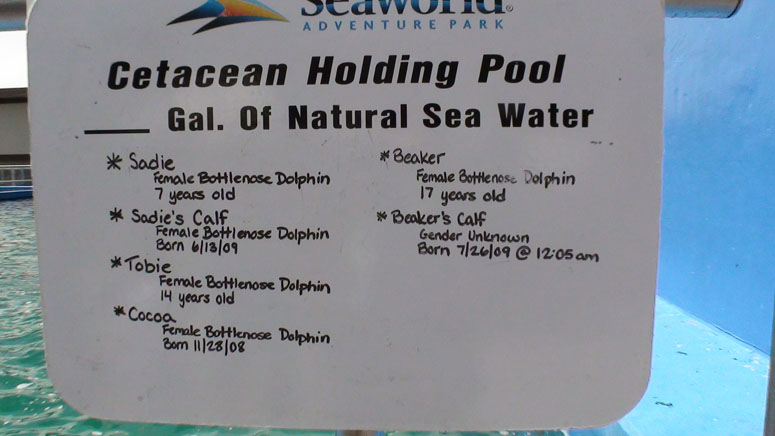 Seaworld®
ADVENTURE PARK
Cetacean Holding Pool
____ Gal. Of Natural Sea Water
* Sadie
Female Bottlenose Dolphin
7 years old
* Sadie's Calf
Female Bottlenose Dolphin
Born 6/13/09
* Tobie
Female Bottlenose Dolphin
14 years old
* Cocoa
Female Bottlenose Dolphin
Born 11/28/08
* Beaker
Female Bottlenose Dolphin
17 years old
* Beaker's Calf
Gender Unknown
Born 7/26/09 @ 12:05am